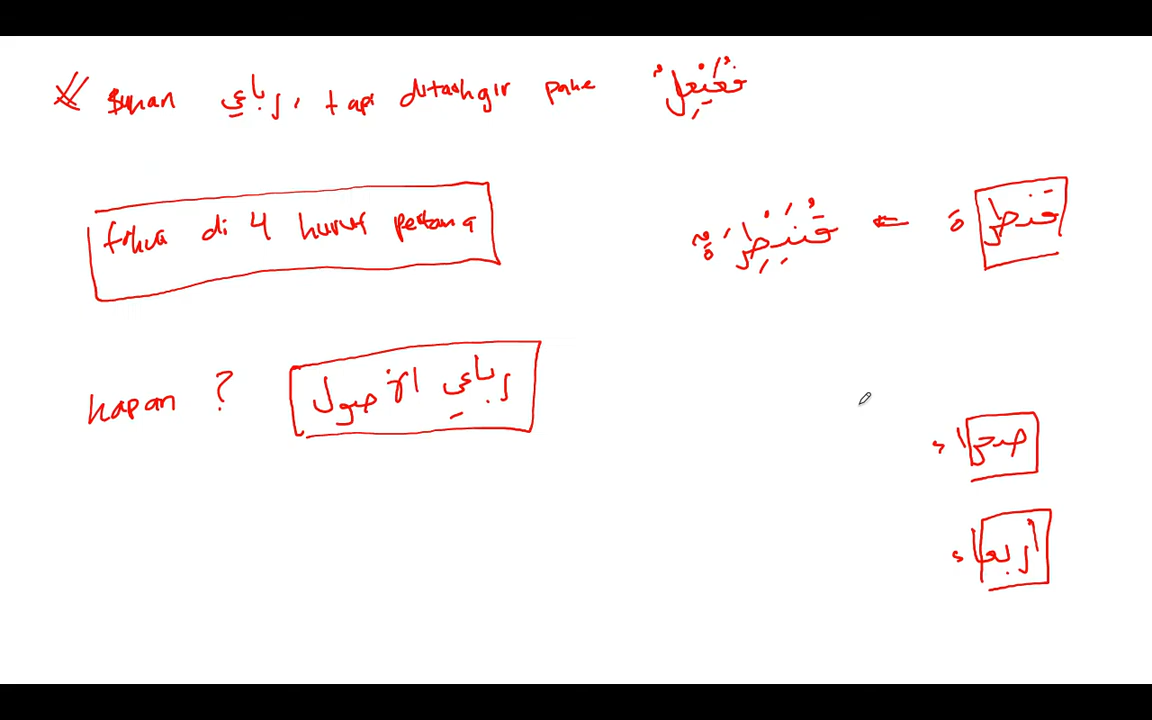 bukan رباعي، tapi ditashgir pake فُعَيْعِلٌ
fokus di 4 huruf pertama
قنطرة ← قُنَيْطِرَةٌ
kapan ? رباعي الأصول
صحراء
أربعاء